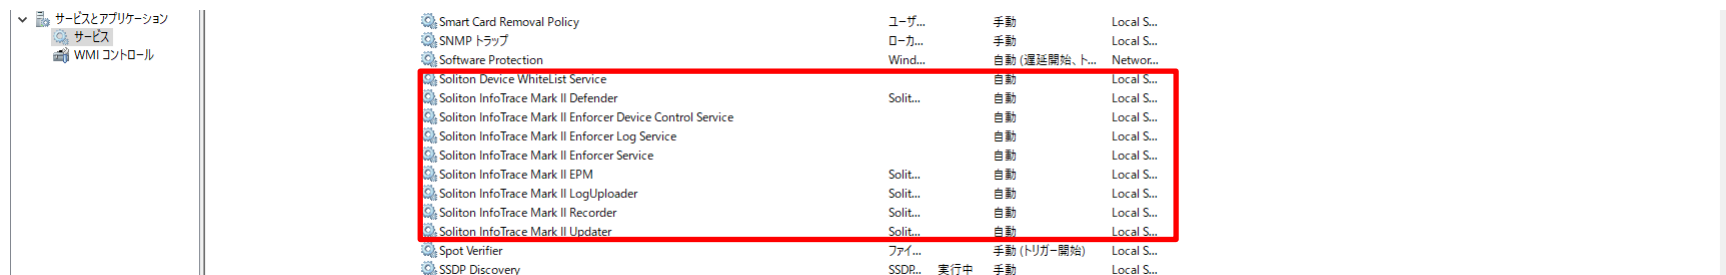 サービスとアプリケーション
サービス
WMI コントロール
Smart Card Removal Policy ユーザ... 手動 Local S...
SNMP トラップ ローカ... 手動 Local S...
Software Protection Wind... 自動 (遅延開始、ト... Networ...
Soliton Device WhiteList Service 自動 Local S...
Soliton InfoTrace Mark II Defender Solit... 自動 Local S...
Soliton InfoTrace Mark II Enforcer Device Control Service 自動 Local S...
Soliton InfoTrace Mark II Enforcer Log Service 自動 Local S...
Soliton InfoTrace Mark II Enforcer Service 自動 Local S...
Soliton InfoTrace Mark II EPM Solit... 自動 Local S...
Soliton InfoTrace Mark II LogUploader Solit... 自動 Local S...
Soliton InfoTrace Mark II Recorder Solit... 自動 Local S...
Soliton InfoTrace Mark II Updater Solit... 自動 Local S...
Spot Verifier ファイ... 手動 (トリガー開始) Local S...
SSDP Discovery SSDP... 実行中 手動 Local S...